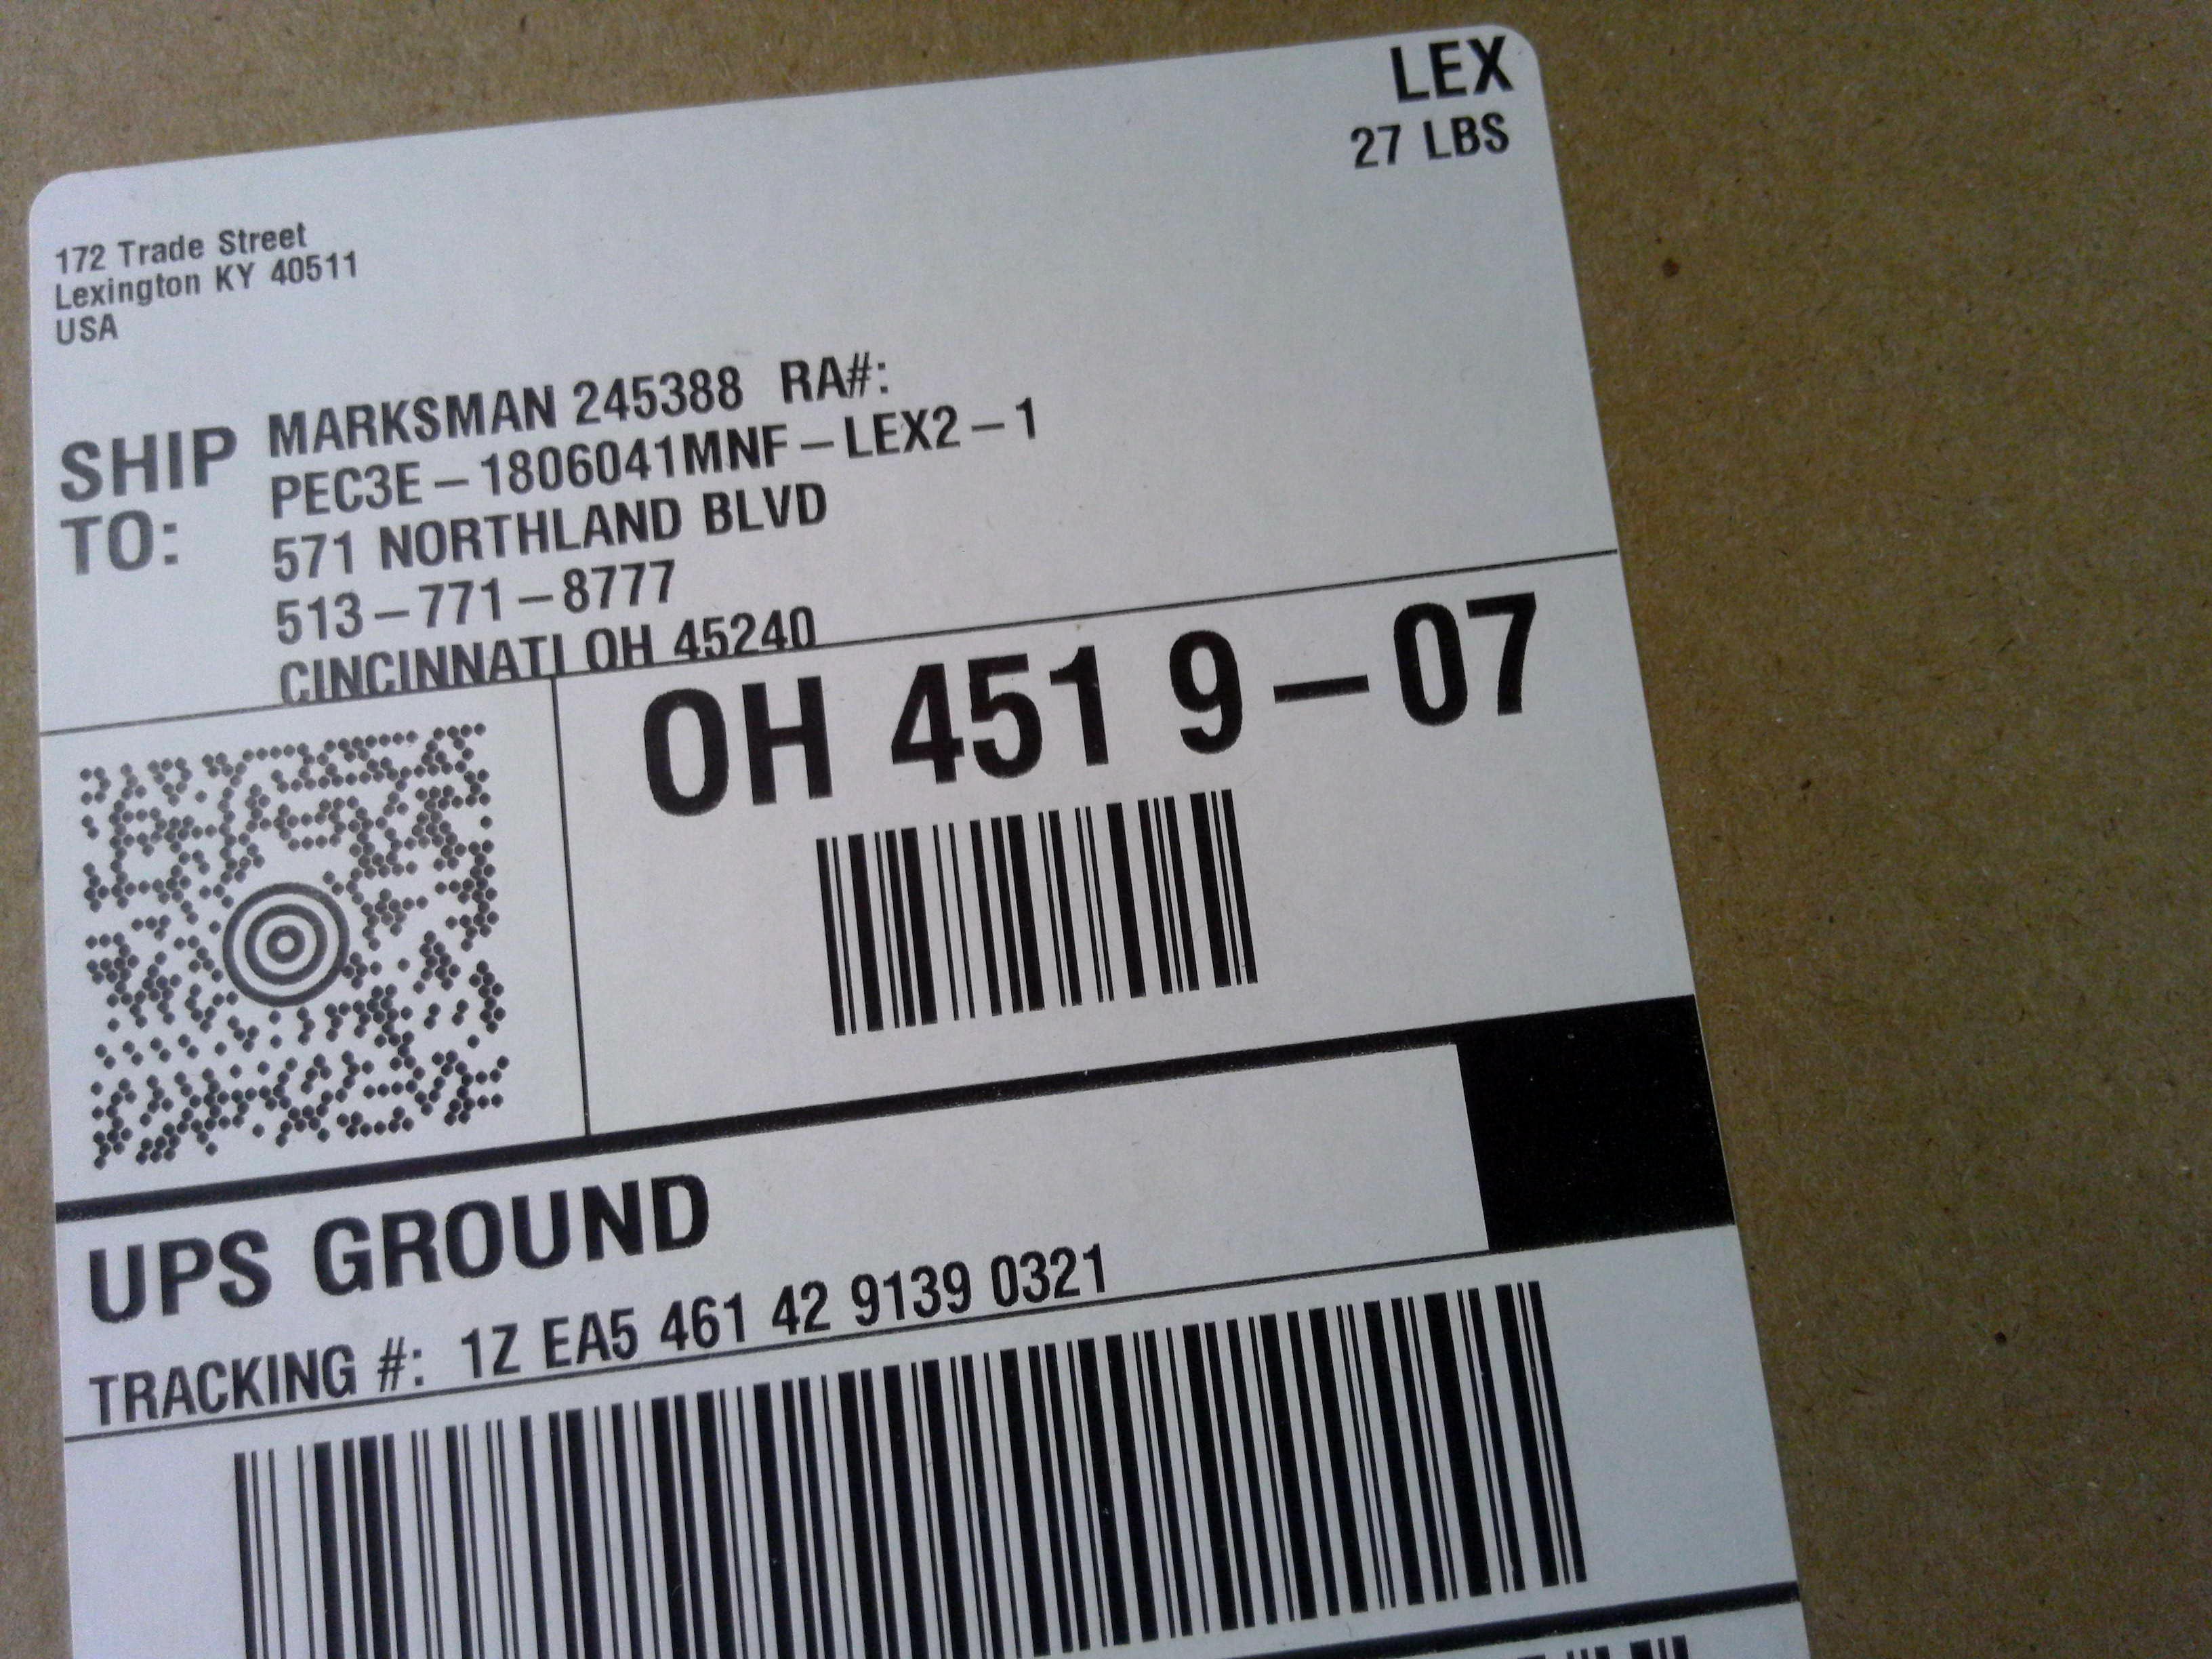 LEX
27 LBS
172 Trade Street
Lexington KY 40511
USA
SHIP TO:
MARKSMAN 245388 RA#:
PEC3E-1806041MNF-LEX2-1
571 NORTHLAND BLVD
513-771-8777
CINCINNATI OH 45240
OH 451 9-07
UPS GROUND
TRACKING #: 1Z EA5 461 42 9139 0321